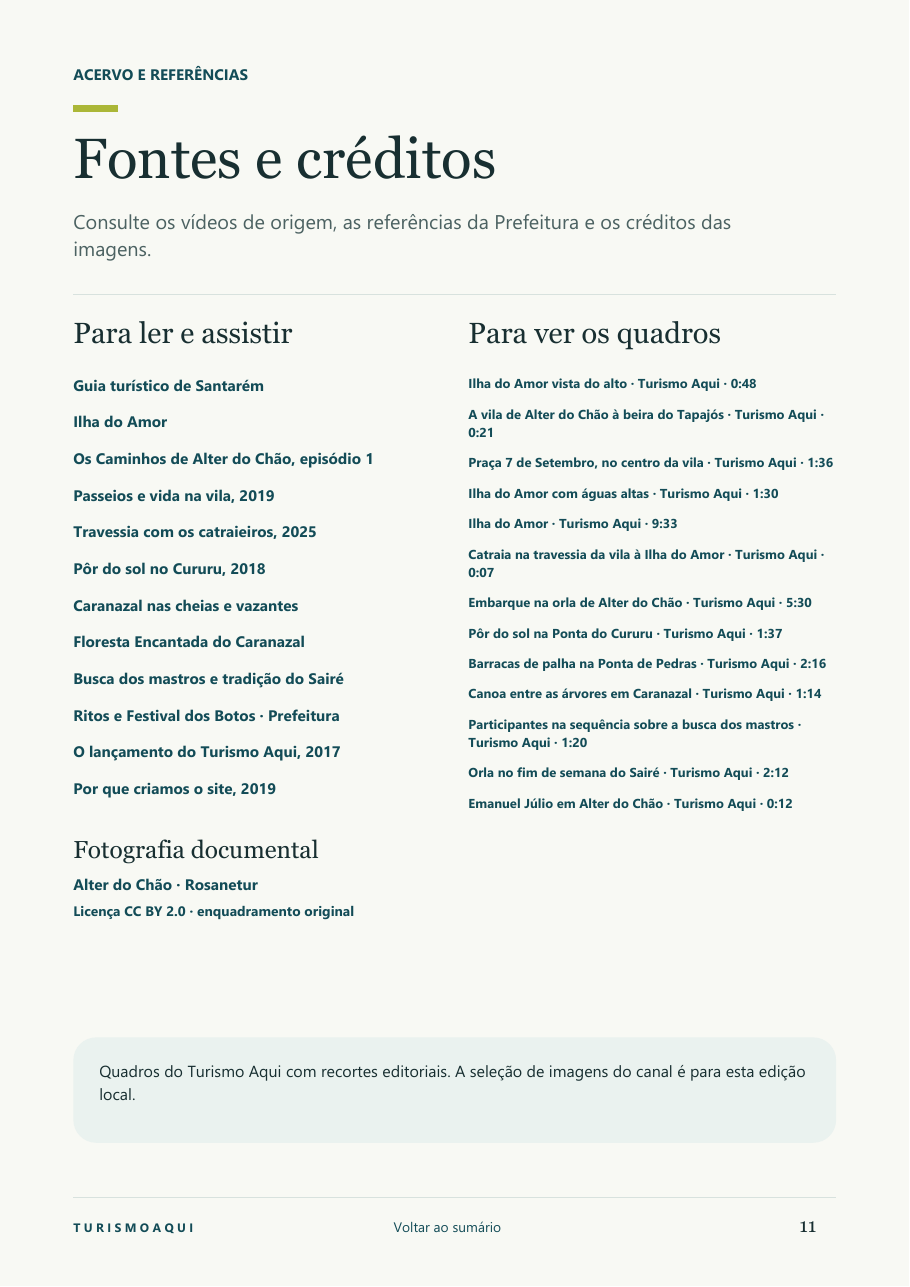 ACERVO E REFERÊNCIAS
Fontes e créditos
Consulte os vídeos de origem, as referências da Prefeitura e os créditos das
imagens.
Para ler e assistir
Guia turístico de Santarém
Ilha do Amor
Os Caminhos de Alter do Chão, episódio 1
Passeios e vida na vila, 2019
Travessia com os catraieiros, 2025
Pôr do sol no Cururu, 2018
Caranazal nas cheias e vazantes
Floresta Encantada do Caranazal
Busca dos mastros e tradição do Sairé
Ritos e Festival dos Botos · Prefeitura
O lançamento do Turismo Aqui, 2017
Por que criamos o site, 2019
Fotografia documental
Alter do Chão · Rosanetur
Licença CC BY 2.0 · enquadramento original
Para ver os quadros
Ilha do Amor vista do alto · Turismo Aqui · 0:48
A vila de Alter do Chão à beira do Tapajós · Turismo Aqui ·
0:21
Praça 7 de Setembro, no centro da vila · Turismo Aqui · 1:36
Ilha do Amor com águas altas · Turismo Aqui · 1:30
Ilha do Amor · Turismo Aqui · 9:33
Catraia na travessia da vila à Ilha do Amor · Turismo Aqui ·
0:07
Embarque na orla de Alter do Chão · Turismo Aqui · 5:30
Pôr do sol na Ponta do Cururu · Turismo Aqui · 1:37
Barracas de palha na Ponta de Pedras · Turismo Aqui · 2:16
Canoa entre as árvores em Caranazal · Turismo Aqui · 1:14
Participantes na sequência sobre a busca dos mastros ·
Turismo Aqui · 1:20
Orla no fim de semana do Sairé · Turismo Aqui · 2:12
Emanuel Júlio em Alter do Chão · Turismo Aqui · 0:12
Quadros do Turismo Aqui com recortes editoriais. A seleção de imagens do canal é para esta edição
local.
TURISMOAQUI
Voltar ao sumário
11